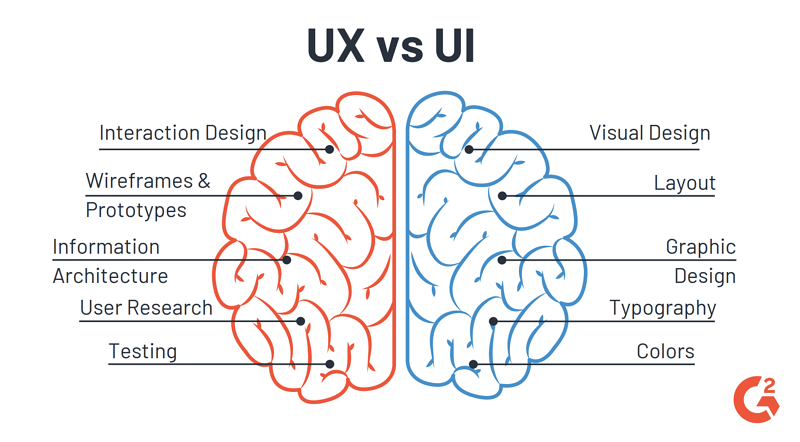 UX vs UI
Interaction Design
Wireframes &
Prototypes
Information
Architecture
User Research
Testing
Visual Design
Layout
Graphic
Design
Typography
Colors
G2